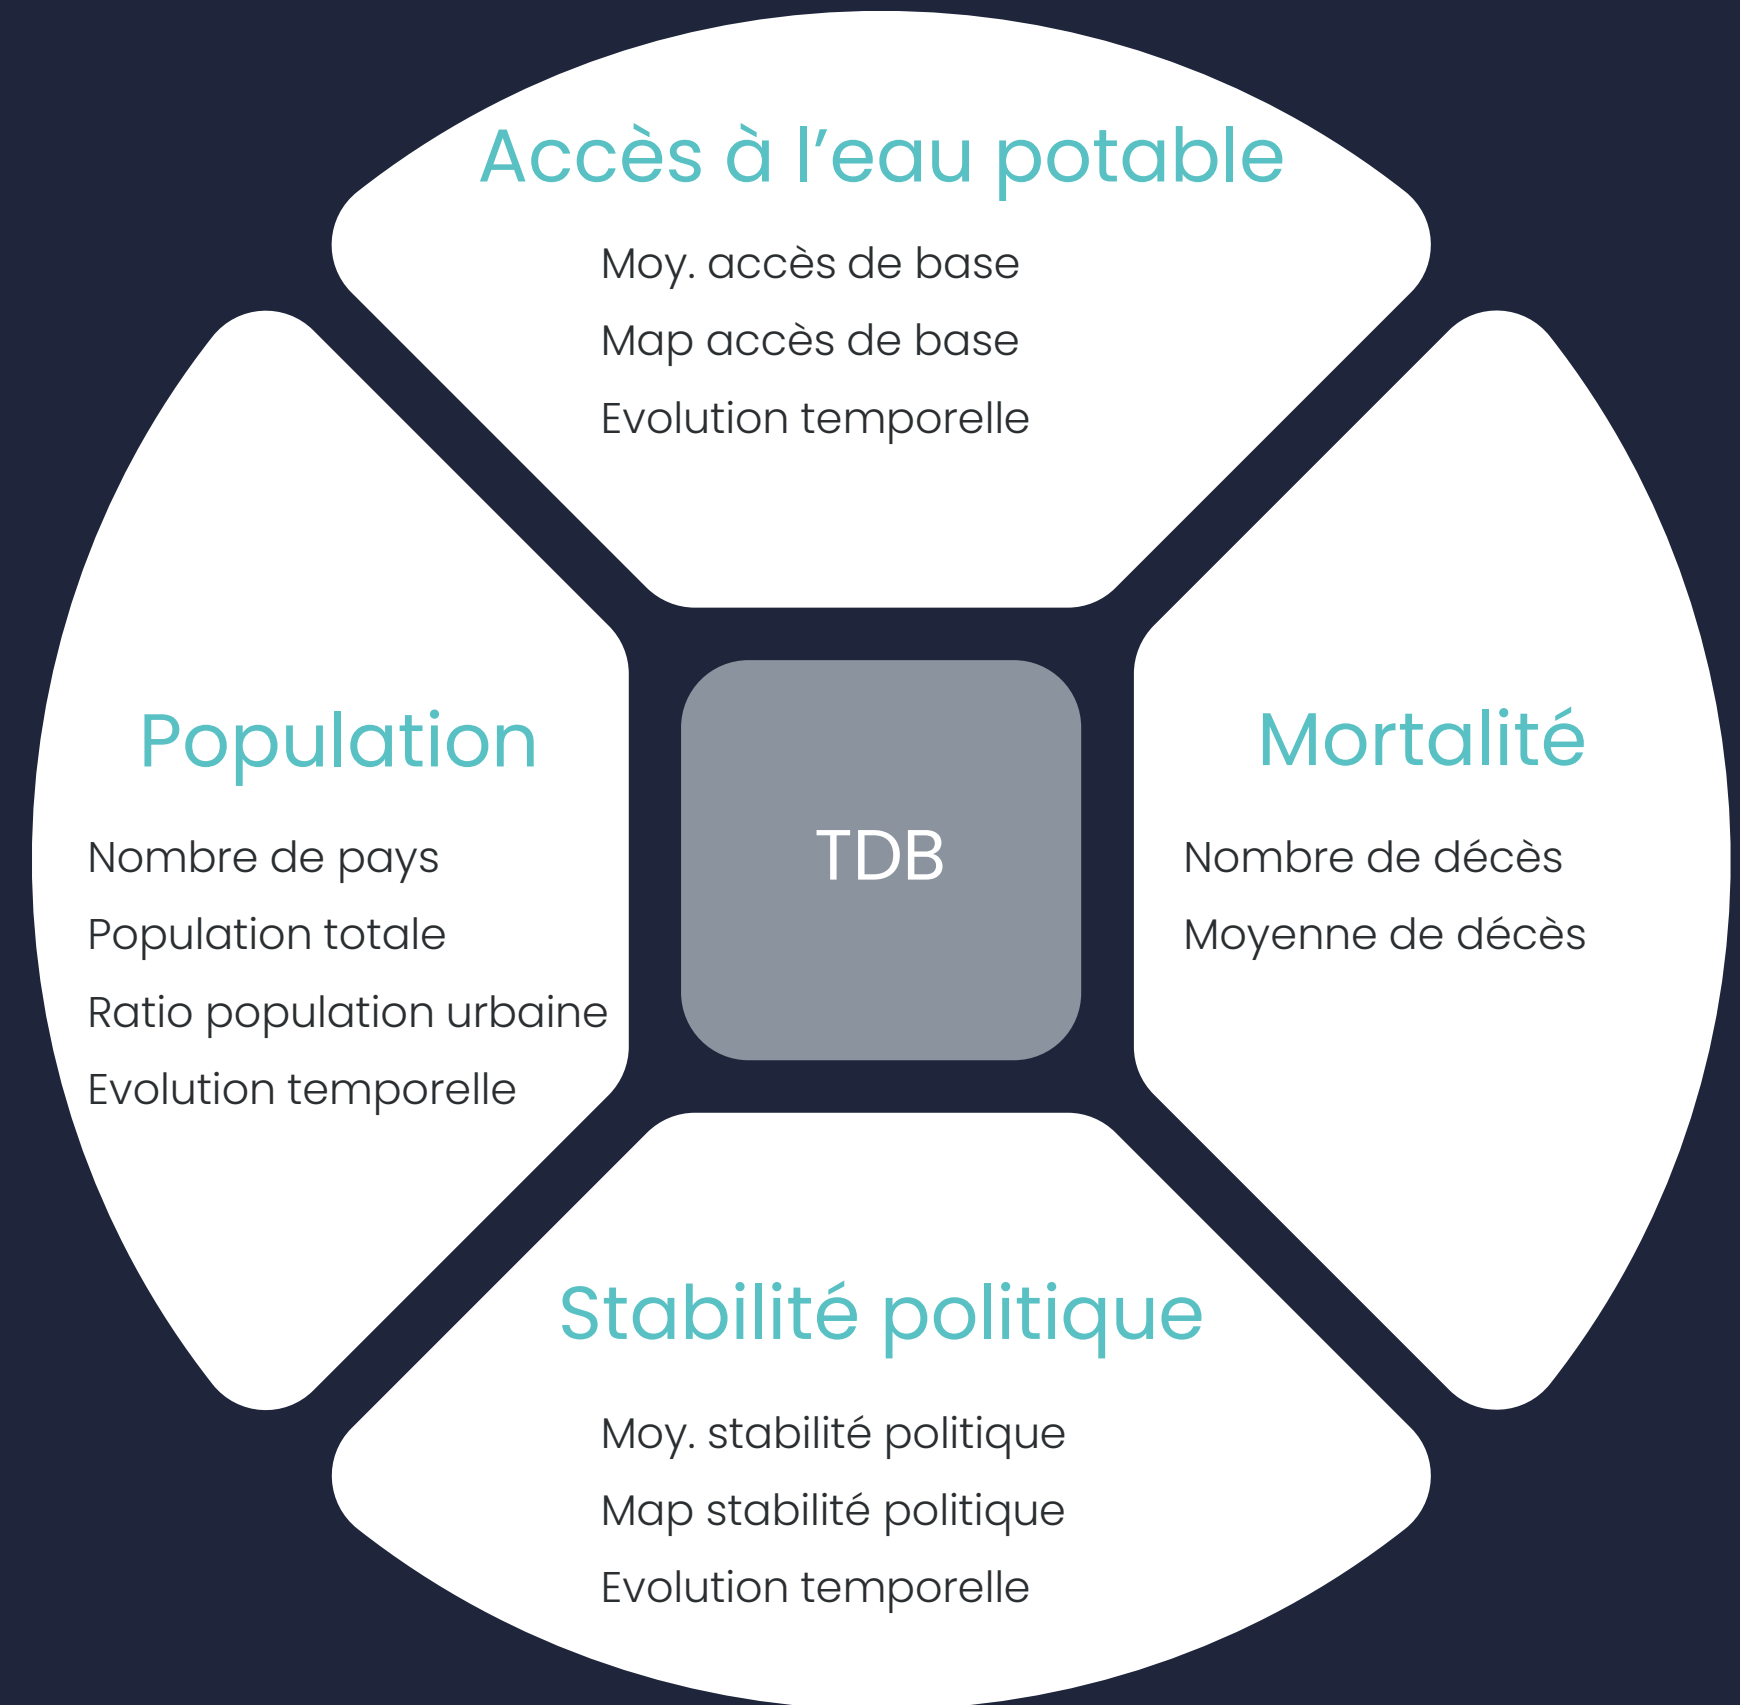 Accès à l’eau potable
Moy. accès de base
Map accès de base
Evolution temporelle
Population
Nombre de pays
Population totale
Ratio population urbaine
Evolution temporelle
TDB
Mortalité
Nombre de décès
Moyenne de décès
Stabilité politique
Moy. stabilité politique
Map stabilité politique
Evolution temporelle